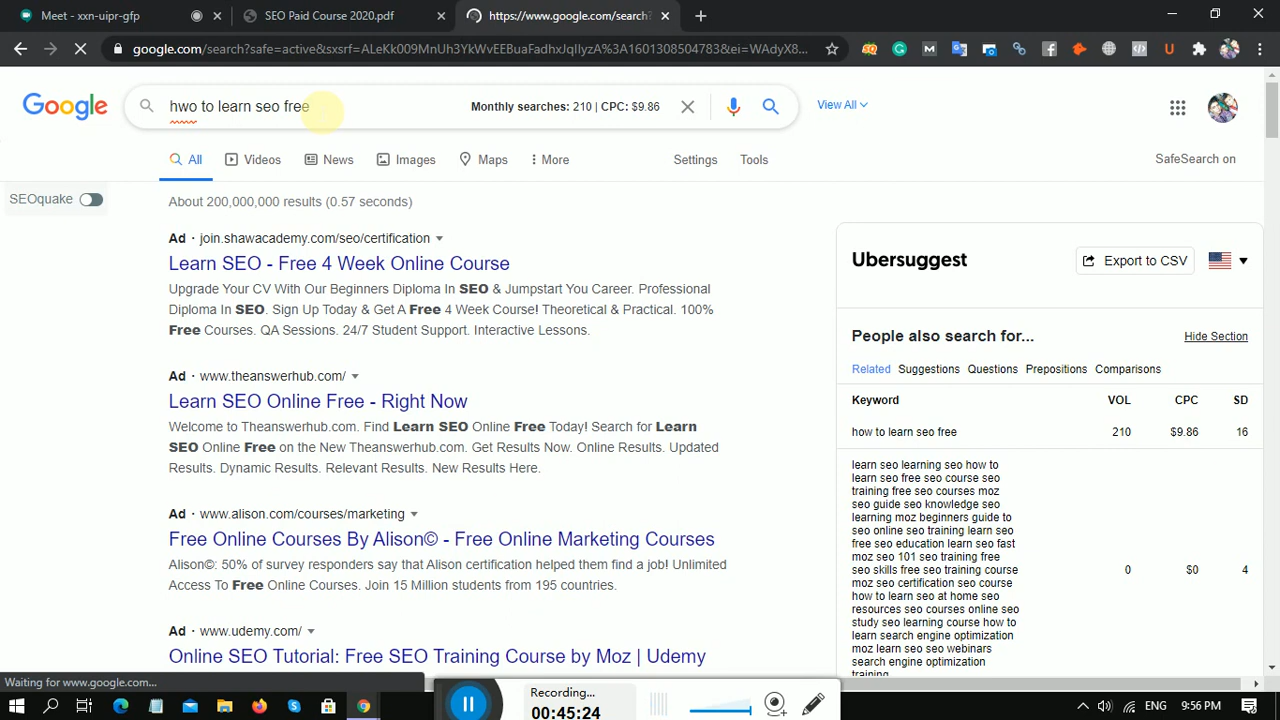 Meet - xxn-uipr-gfp
SEO Paid Course 2020.pdf
https://www.google.com/search?
google.com/search?safe=active&sxsrf=ALeKk009MnUh3YkWvEEBuaFadhxJqIlyzA%3A1601308504783&ei=WAdyX8...
Google
hwo to learn seo free
Monthly searches: 210 | CPC: $9.86
View All
All
Videos
News
Images
Maps
More
Settings
Tools
SafeSearch on
SEOquake
About 200,000,000 results (0.57 seconds)
Ad · join.shawacademy.com/seo/certification
Learn SEO - Free 4 Week Online Course
Upgrade Your CV With Our Beginners Diploma In SEO & Jumpstart You Career. Professional
Diploma In SEO. Sign Up Today & Get A Free 4 Week Course! Theoretical & Practical. 100%
Free Courses. QA Sessions. 24/7 Student Support. Interactive Lessons.
Ad · www.theanswerhub.com/
Learn SEO Online Free - Right Now
Welcome to Theanswerhub.com. Find Learn SEO Online Free Today! Search for Learn
SEO Online Free on the New Theanswerhub.com. Get Results Now. Online Results. Updated
Results. Dynamic Results. Relevant Results. New Results Here.
Ad · www.alison.com/courses/marketing
Free Online Courses By Alison© - Free Online Marketing Courses
Alison©: 50% of survey responders say that Alison certification helped them find a job! Unlimited
Access To Free Online Courses. Join 15 Million students from 195 countries.
Ad · www.udemy.com/
Online SEO Tutorial: Free SEO Training Course by Moz | Udemy
Ubersuggest
Export to CSV
People also search for...
Hide Section
Related Suggestions Questions Prepositions Comparisons
Keyword VOL CPC SD
how to learn seo free 210 $9.86 16
learn seo learning seo how to
learn seo free seo course seo
training free seo courses moz
seo guide seo knowledge seo
learning moz beginners guide to
seo online seo training learn seo
free seo education learn seo fast
moz seo 101 seo training free
seo skills free seo training course 0 $0 4
moz seo certification seo course
how to learn seo at home seo
resources seo courses online seo
study seo learning course how to
learn search engine optimization
moz learn seo seo webinars
search engine optimization
training
Waiting for www.google.com...
Recording...
00:45:24
ENG
9:56 PM